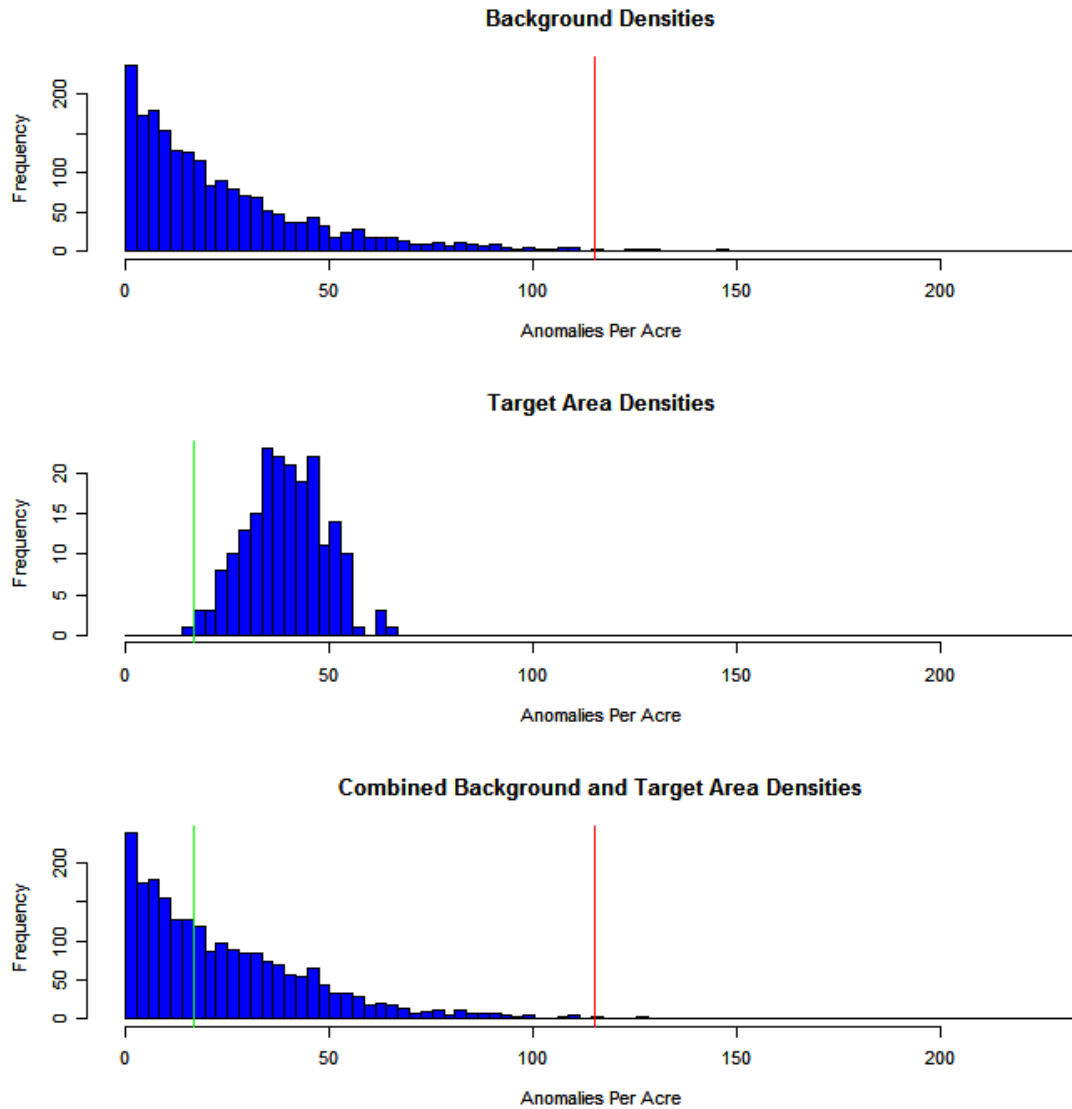 Background Densities
Frequency
0 50 100 200
0 50 100 150 200
Anomalies Per Acre
Target Area Densities
Frequency
0 5 10 15 20
0 50 100 150 200
Anomalies Per Acre
Combined Background and Target Area Densities
Frequency
0 50 100 200
0 50 100 150 200
Anomalies Per Acre